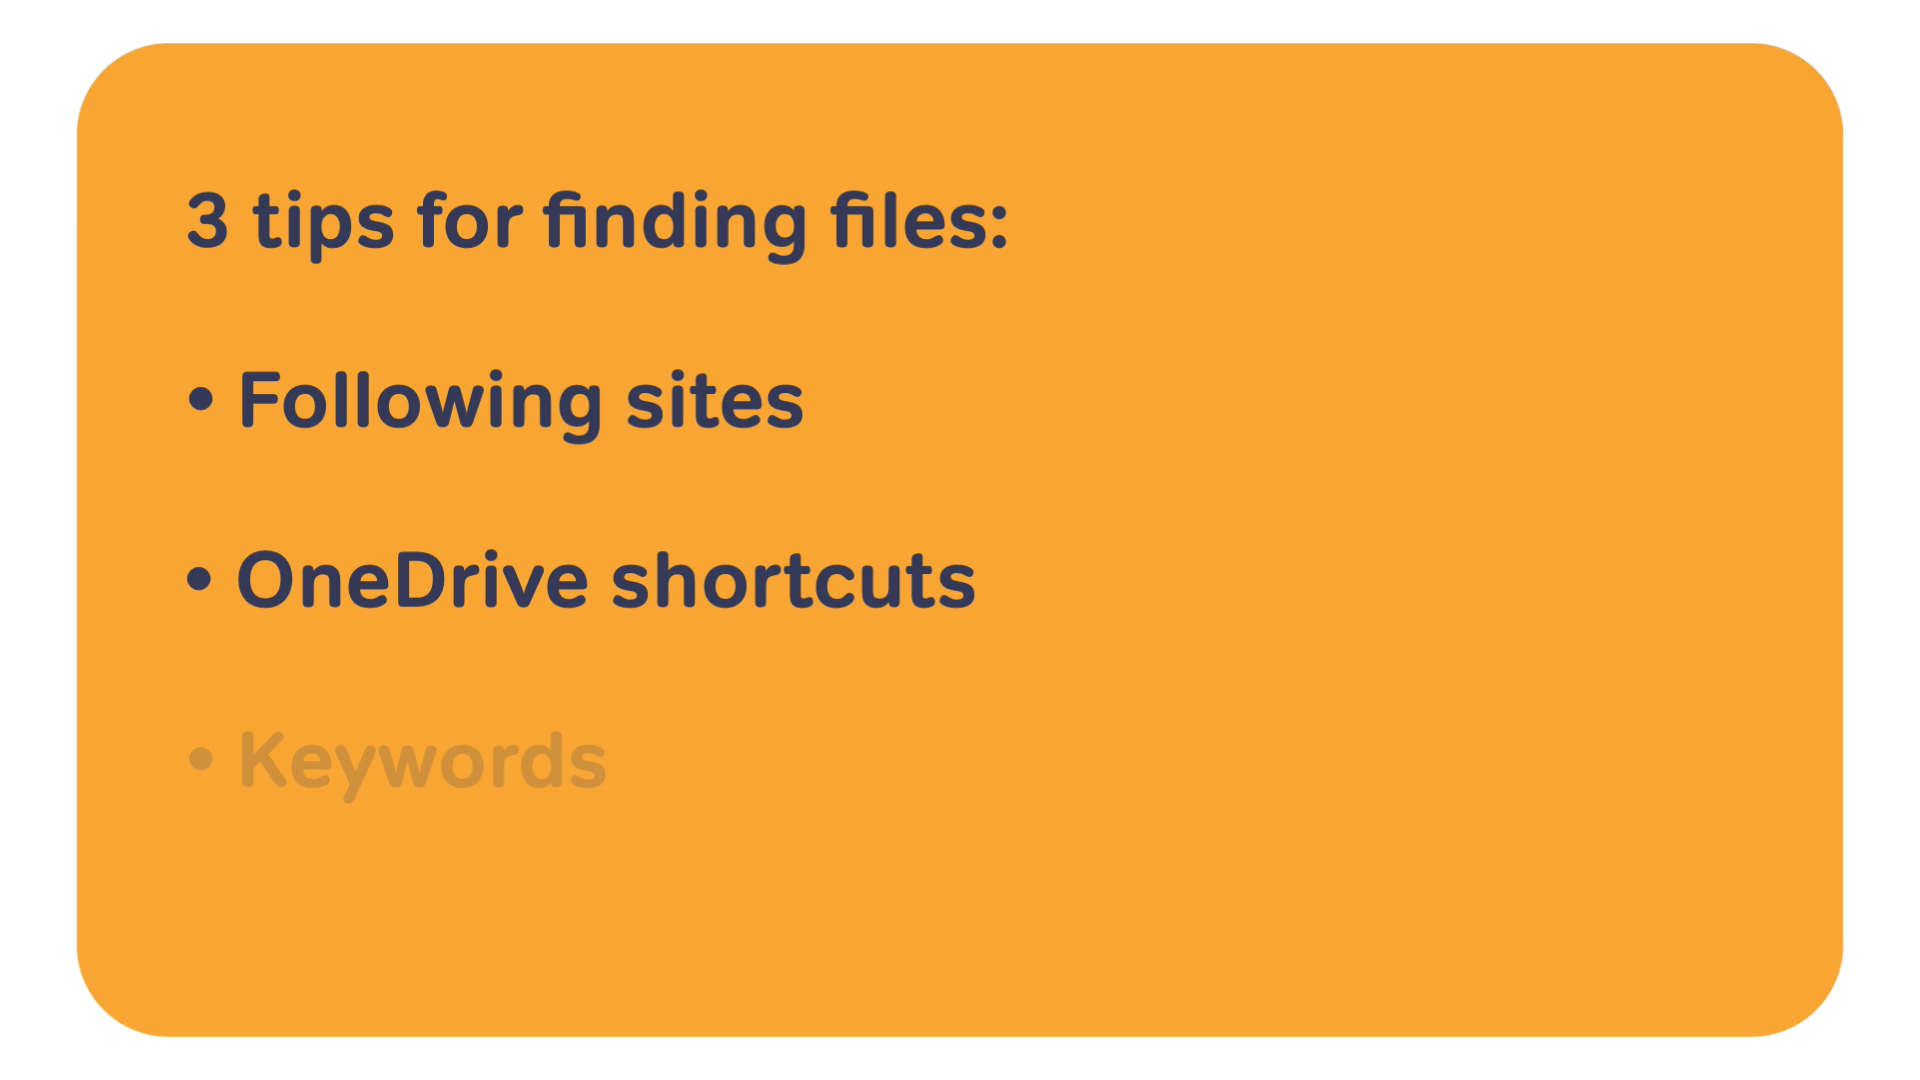 3 tips for finding files:
• Following sites
• OneDrive shortcuts
• Keywords